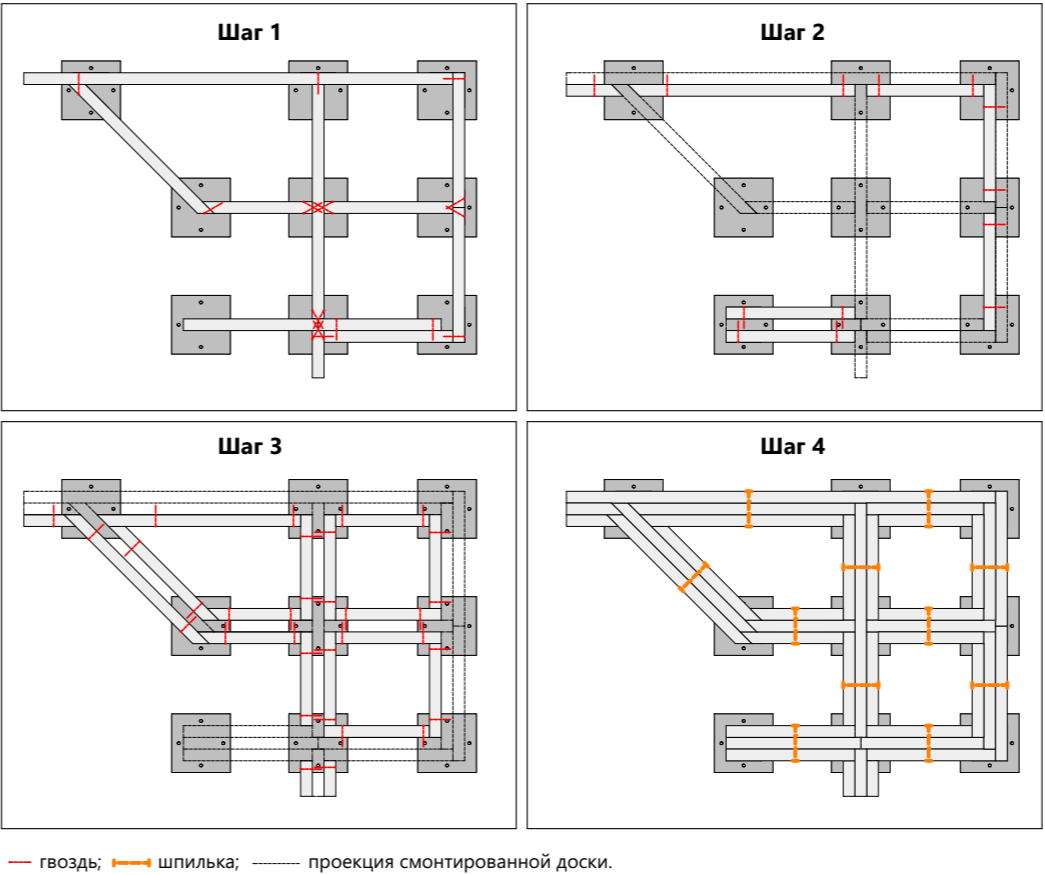 Шаг 1
Шаг 2
Шаг 3
Шаг 4
гвоздь; шпилька; проекция смонтированной доски.